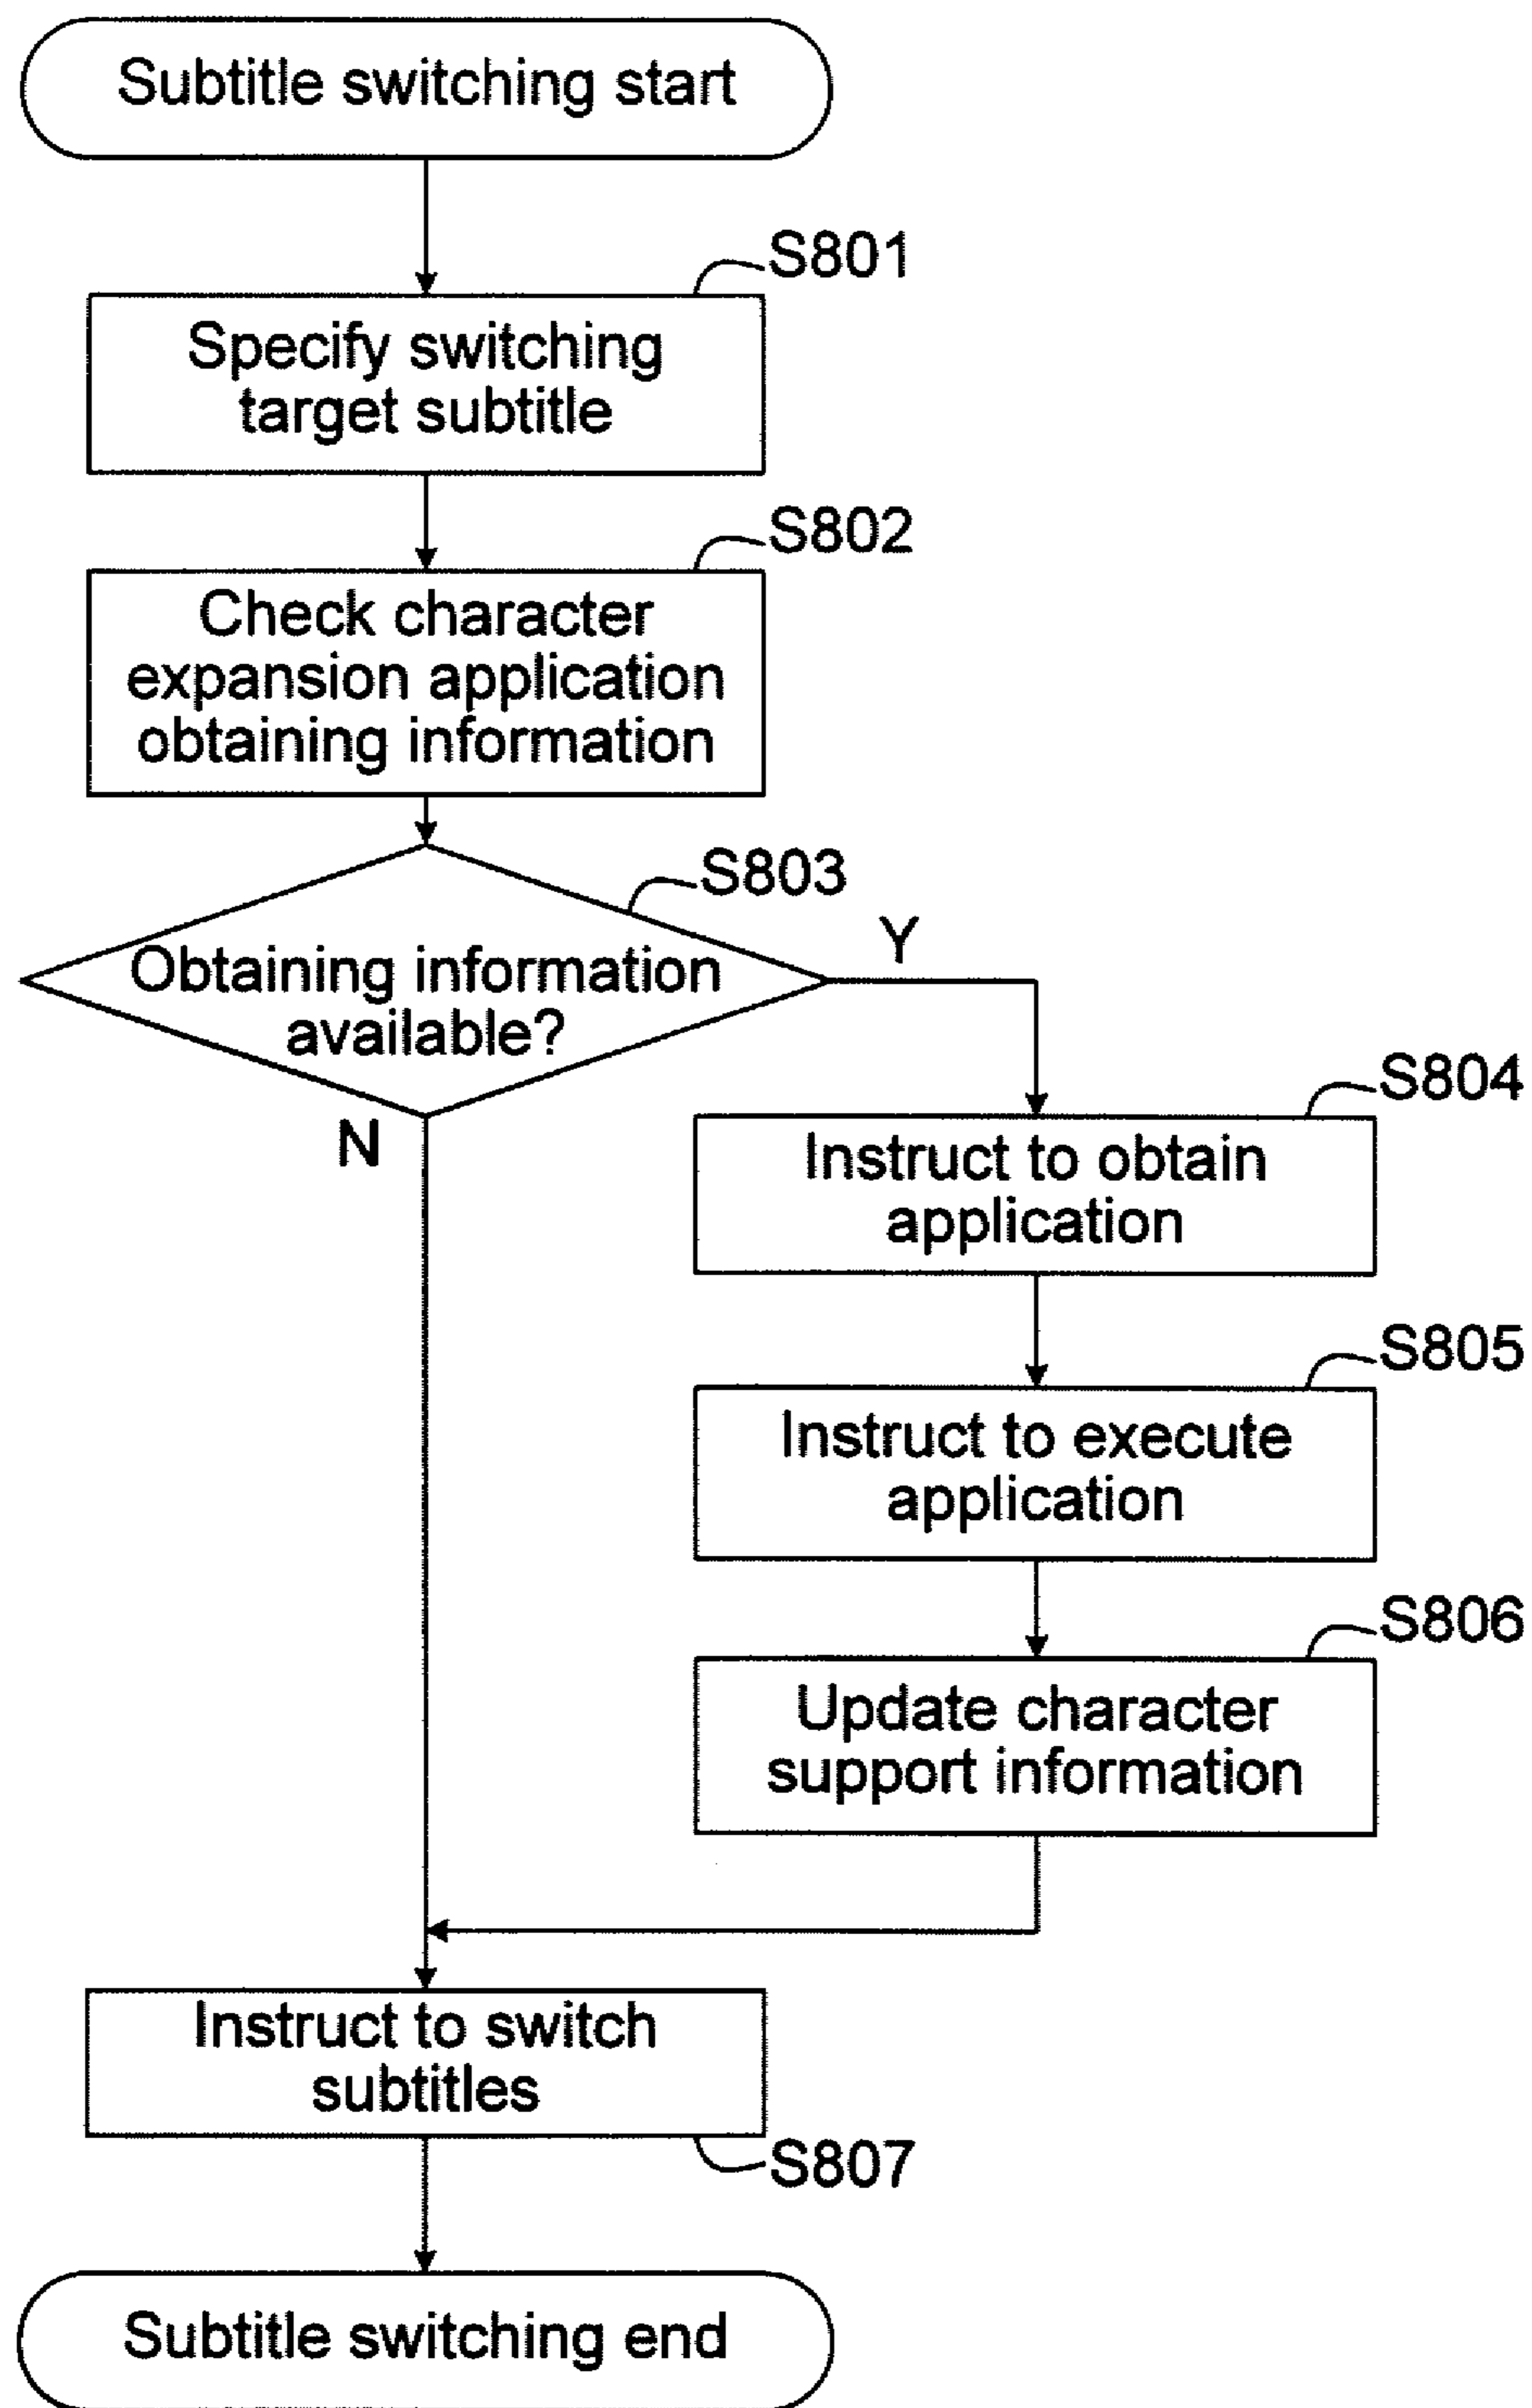 Subtitle switching start
S801
Specify switching
target subtitle
S802
Check character
expansion application
obtaining information
S803
Obtaining information
available?
Y
N
S804
Instruct to obtain
application
S805
Instruct to execute
application
S806
Update character
support information
Instruct to switch
subtitles
S807
Subtitle switching end